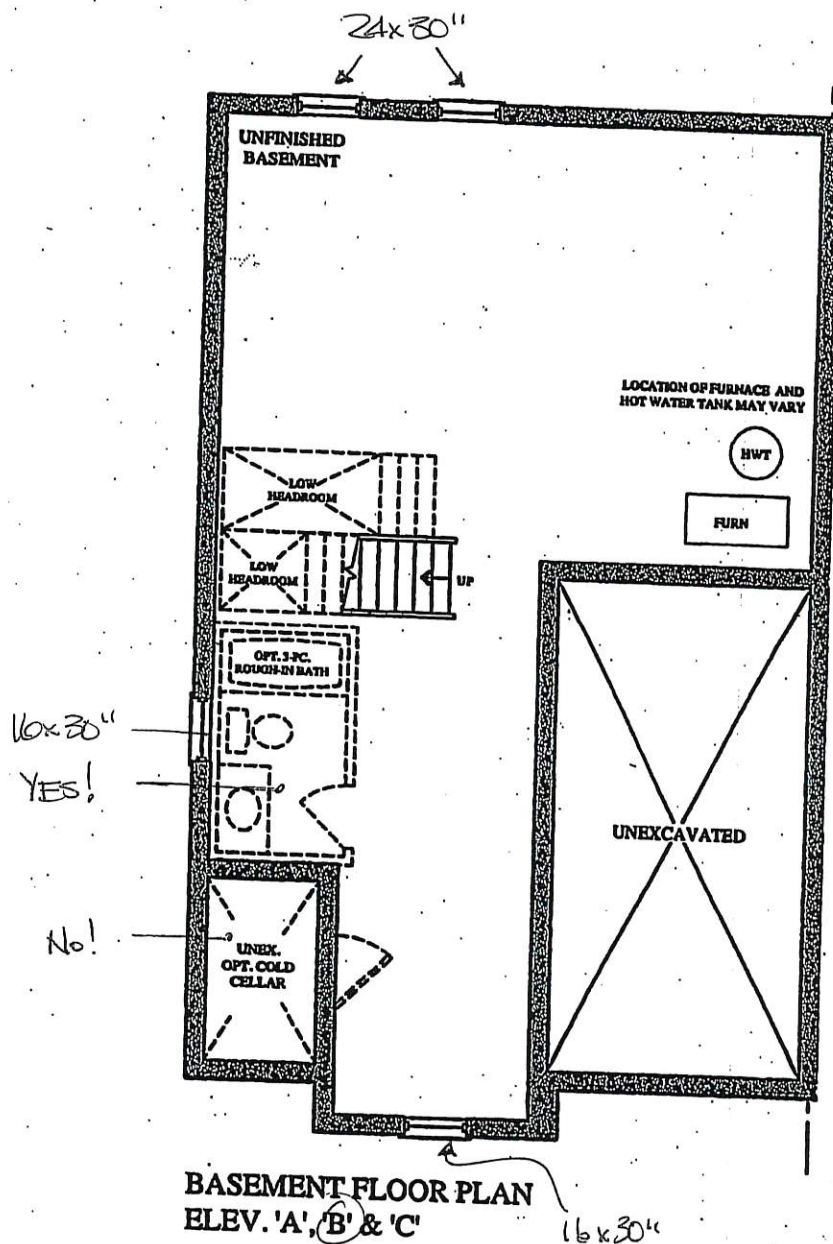 24x30"
UNFINISHED
BASEMENT
LOCATION OF FURNACE AND
HOT WATER TANK MAY VARY
HWT
FURN
LOW
HEADROOM
LOW
HEADROOM
UP
OPT. 3-PC.
ROUGH-IN BATH
16x30"
YES!
UNEXCAVATED
No!
UNEX.
OPT. COLD
CELLAR
BASEMENT FLOOR PLAN
ELEV. 'A', 'B' & 'C'
16x30"